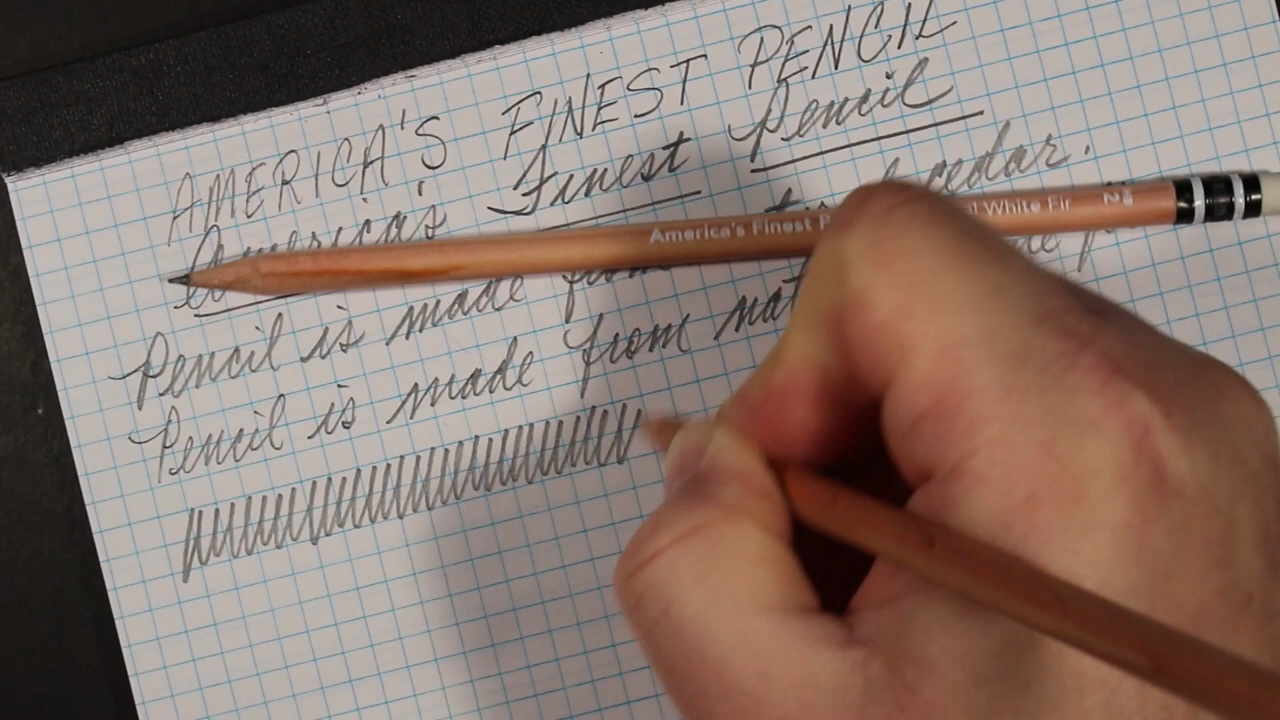 AMERICA'S FINEST PENCIL
America's Finest Pencil
America's Finest White Fir
Pencil is made from cedar.
Pencil is made from